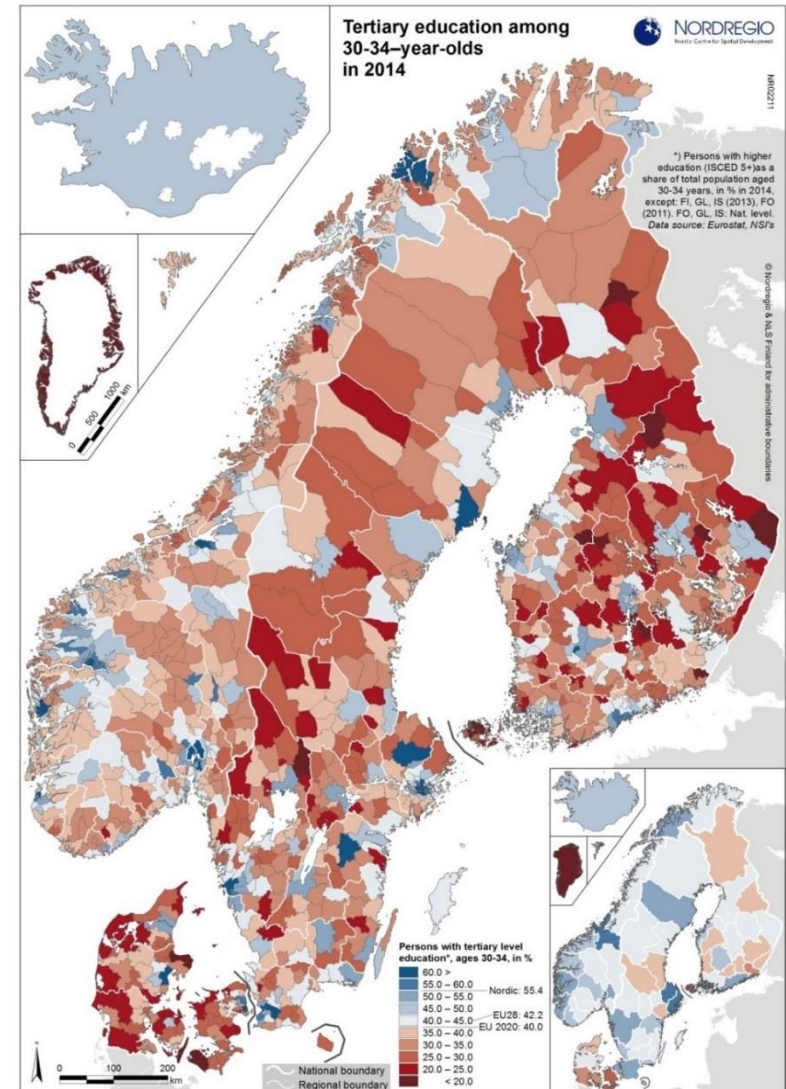 Tertiary education among
30-34–year-olds
in 2014
NORDREGIO
Nordic Centre for Spatial Development
NR02211
*) Persons with higher
education (ISCED 5+)as a
share of total population aged
30-34 years, in % in 2014,
except: FI, GL, IS (2013), FO
(2011). FO, GL, IS: Nat. level.
Data source: Eurostat, NSI's
© Nordregio & NLS Finland for administrative boundaries
0 500 1000
km
Persons with tertiary level
education*, ages 30-34, in %
60.0 >
55.0 – 60.0
50.0 – 55.0
45.0 – 50.0
40.0 – 45.0
35.0 – 40.0
30.0 – 35.0
25.0 – 30.0
20.0 – 25.0
< 20.0
Nordic: 55.4
EU28: 42.2
EU 2020: 40.0
0 100 200
km
National boundary
Regional boundary